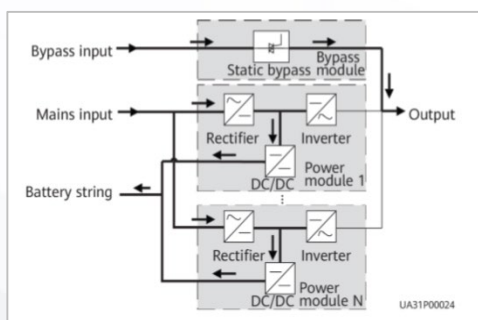 Bypass input
Static bypass
Bypass
module
Mains input
Output
Rectifier
Inverter
Power
module 1
DC/DC
Battery string
Rectifier
Inverter
Power
module N
DC/DC
UA31P00024